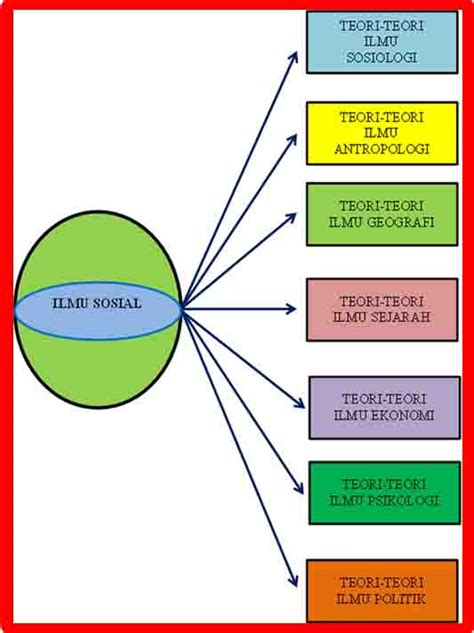 TEORI-TEORI
ILMU
SOSIOLOGI
TEORI-TEORI
ILMU
ANTROPOLOGI
TEORI-TEORI
ILMU GEOGRAFI
ILMU SOSIAL
TEORI-TEORI
ILMU SEJARAH
TEORI-TEORI
ILMU EKONOMI
TEORI-TEORI
ILMU PSIKOLOGI
TEORI-TEORI
ILMU POLITIK